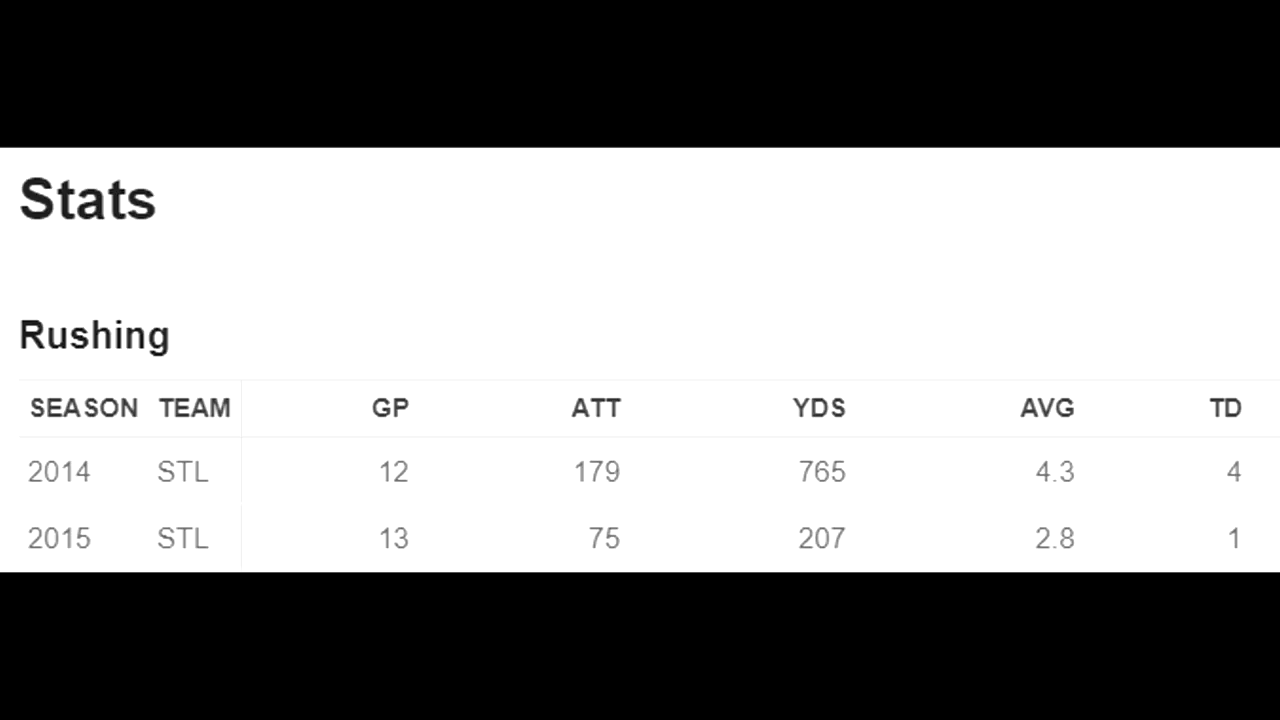 Stats
Rushing
SEASON TEAM GP ATT YDS AVG TD
2014 STL 12 179 765 4.3 4
2015 STL 13 75 207 2.8 1